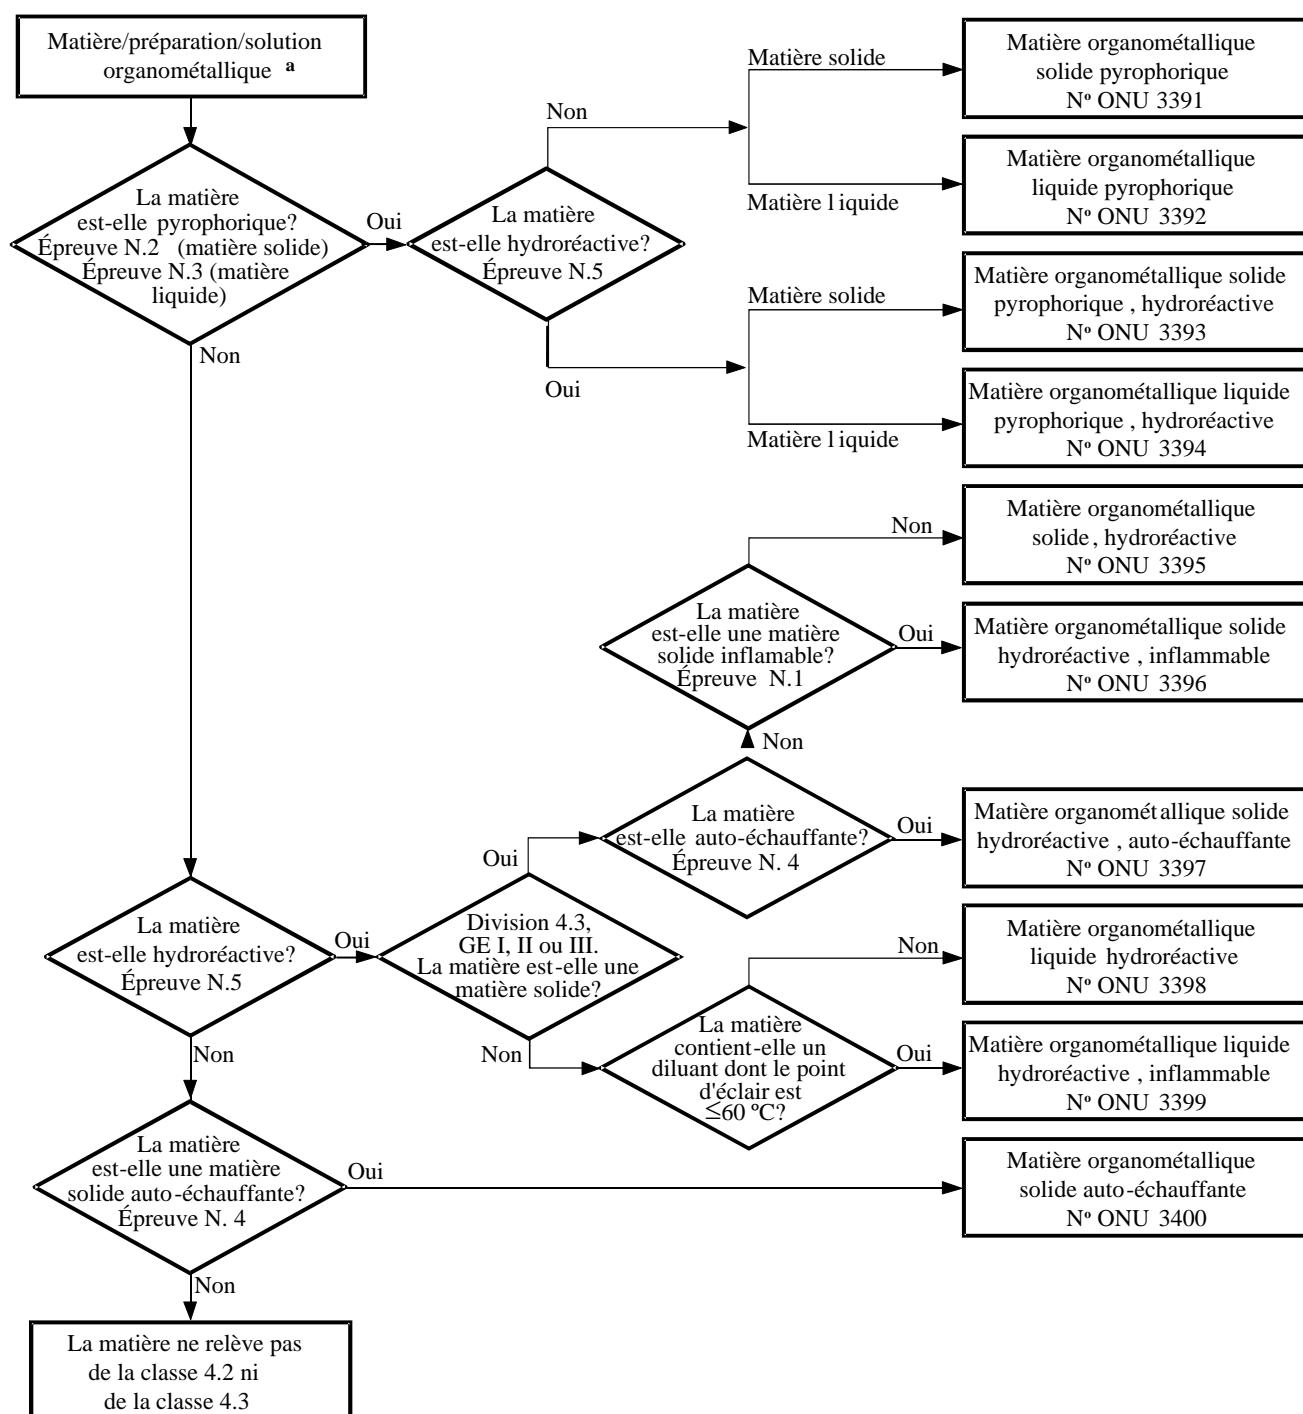 Matière/préparation/solution
organométallique a
La matière
est-elle pyrophorique?
Épreuve N.2 (matière solide)
Épreuve N.3 (matière
liquide)
Oui
Non
La matière
est-elle hydroréactive?
Épreuve N.5
Non
Oui
Matière solide
Matière l iquide
Matière organométallique
solide pyrophorique
Nº ONU 3391
Matière organométallique
liquide pyrophorique
Nº ONU 3392
Matière solide
Matière l iquide
Matière organométallique solide
pyrophorique , hydroréactive
Nº ONU 3393
Matière organométallique liquide
pyrophorique , hydroréactive
Nº ONU 3394
Non
Matière organométallique
solide , hydroréactive
Nº ONU 3395
La matière
est-elle une matière
solide inflamable?
Épreuve N.1
Oui
Matière organométallique solide
hydroréactive , inflammable
Nº ONU 3396
Non
La matière
est-elle auto-échauffante?
Épreuve N. 4
Oui
Matière organométallique solide
hydroréactive , auto-échauffante
Nº ONU 3397
La matière
est-elle hydroréactive?
Épreuve N.5
Oui
Non
Oui
Division 4.3,
GE I, II ou III.
La matière est-elle une
matière solide?
Non
Non
Matière organométallique
liquide hydroréactive
Nº ONU 3398
La matière
contient-elle un
diluant dont le point
d'éclair est
≤60 ºC?
Oui
Matière organométallique liquide
hydroréactive , inflammable
Nº ONU 3399
La matière
est-elle une matière
solide auto-échauffante?
Épreuve N. 4
Oui
Matière organométallique
solide auto-échauffante
Nº ONU 3400
Non
La matière ne relève pas
de la classe 4.2 ni
de la classe 4.3